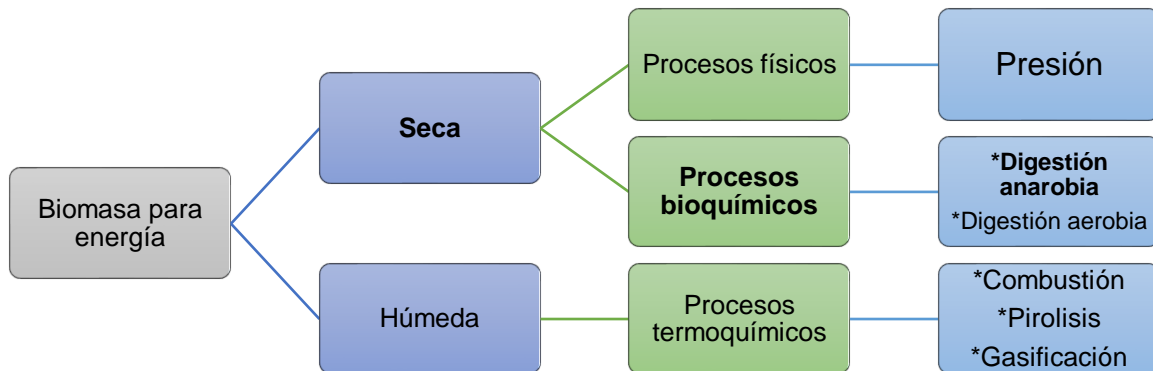 Biomasa para
energía
Seca
Húmeda
Procesos físicos
Procesos
bioquímicos
Procesos
termoquímicos
Presión
*Digestión
anarobia
*Digestión aerobia
*Combustión
*Pirolisis
*Gasificación